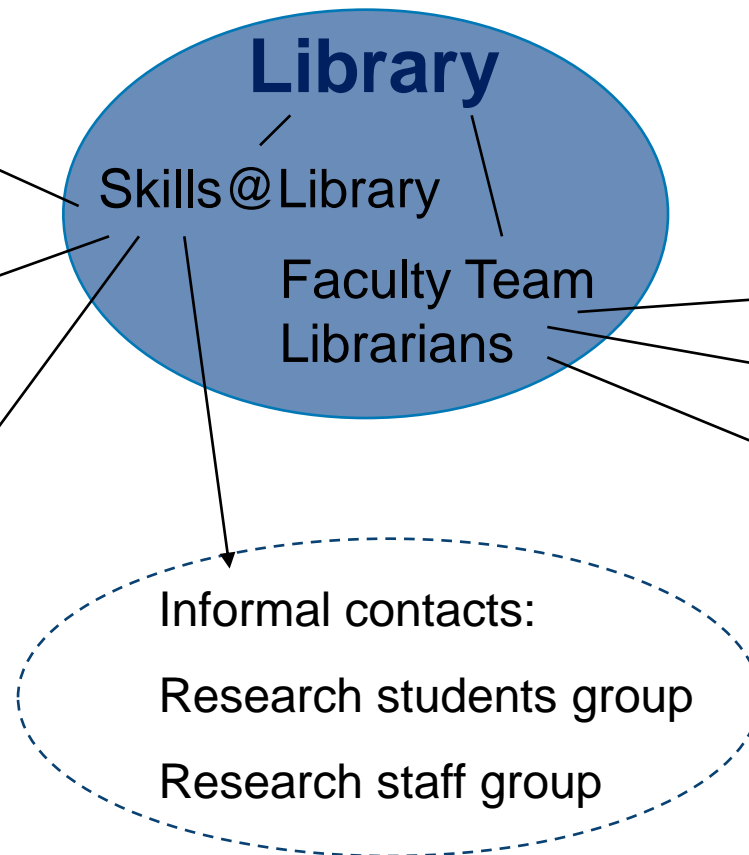 Library
Skills@Library
Faculty Team
Librarians
Informal contacts:
Research students group
Research staff group